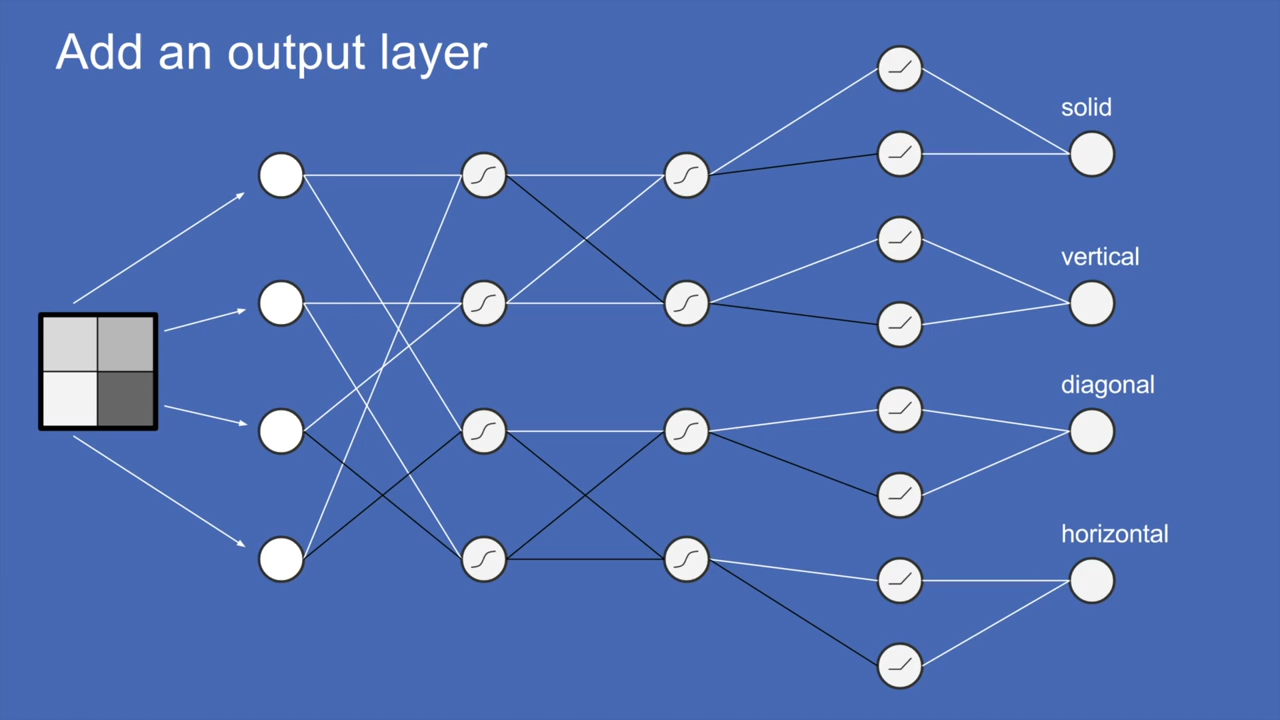 Add an output layer
solid
vertical
diagonal
horizontal